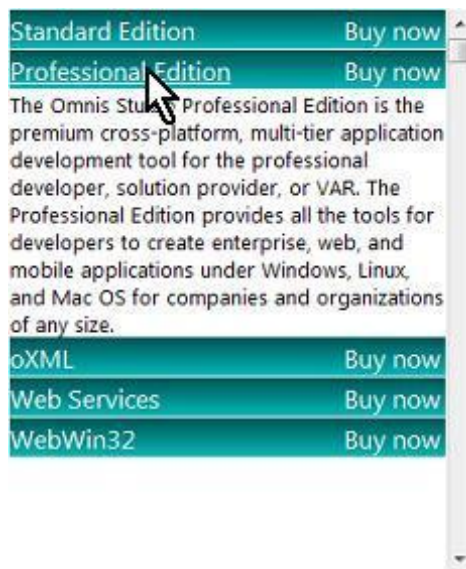 Standard Edition Buy now
Professional Edition Buy now
The Omnis Professional Edition is the
premium cross-platform, multi-tier application
development tool for the professional
developer, solution provider, or VAR. The
Professional Edition provides all the tools for
developers to create enterprise, web, and
mobile applications under Windows, Linux,
and Mac OS for companies and organizations
of any size.
oXML Buy now
Web Services Buy now
WebWin32 Buy now